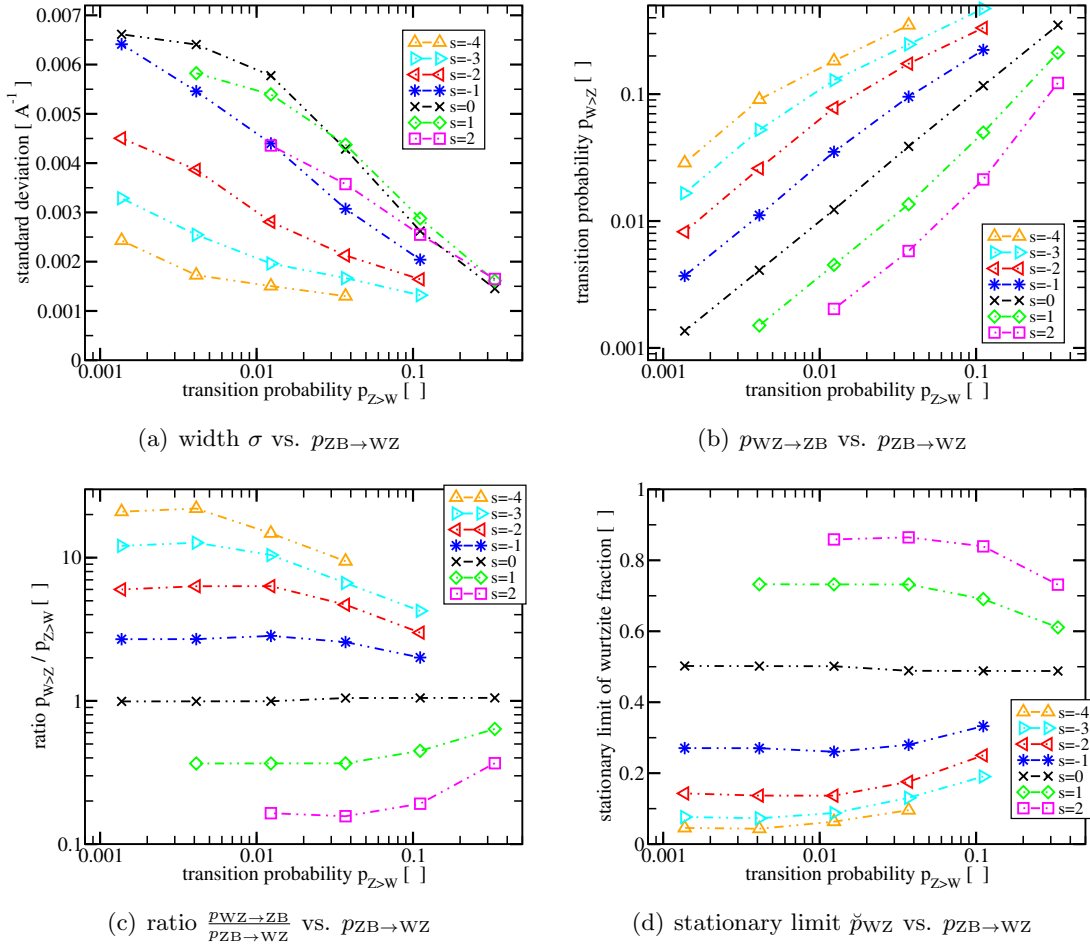 0.007
0.006
0.005
0.004
0.003
0.002
0.001
0
standard deviation [ A⁻¹ ]
s=-4
s=-3
s=-2
s=-1
s=0
s=1
s=2
0.001
0.01
0.1
transition probability p_Z>W [ ]
(a) width σ vs. p_ZB→WZ
0.1
0.01
0.001
transition probability p_W>Z [ ]
s=-4
s=-3
s=-2
s=-1
s=0
s=1
s=2
0.001
0.01
0.1
transition probability p_Z>W [ ]
(b) p_WZ→ZB vs. p_ZB→WZ
10
1
0.1
ratio p_W>Z / p_Z>W [ ]
s=-4
s=-3
s=-2
s=-1
s=0
s=1
s=2
0.001
0.01
0.1
transition probability p_Z>W [ ]
(c) ratio p_WZ→ZB / p_ZB→WZ vs. p_ZB→WZ
1
0.8
0.6
0.4
0.2
0
stationary limit of wurtzite fraction [ ]
s=-4
s=-3
s=-2
s=-1
s=0
s=1
s=2
0.001
0.01
0.1
transition probability p_Z>W [ ]
(d) stationary limit p̆_WZ vs. p_ZB→WZ